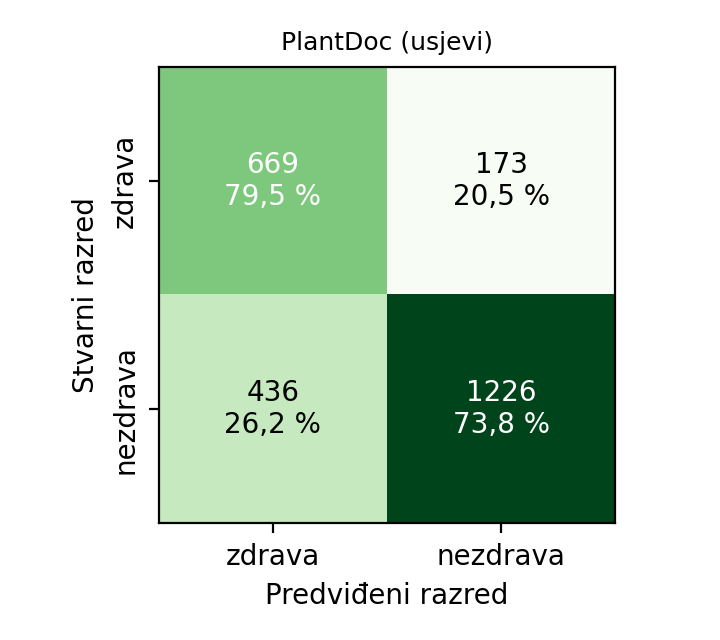 PlantDoc (usjevi)
Stvarni razred
zdrava
669
79,5 %
173
20,5 %
nezdrava
436
26,2 %
1226
73,8 %
zdrava
nezdrava
Predviđeni razred